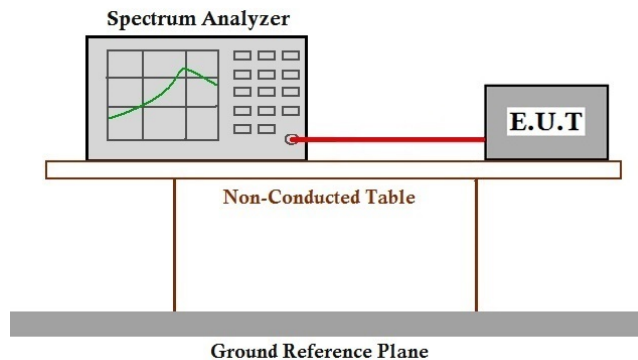 Spectrum Analyzer
E.U.T
Non-Conducted Table
Ground Reference Plane